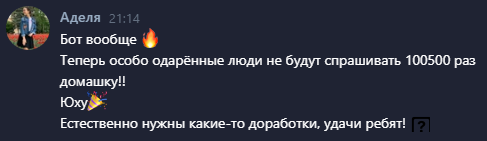 Аделя 21:14
Бот вообще 🔥
Теперь особо одарённые люди не будут спрашивать 100500 раз
домашку!!
Юху🎉
Естественно нужны какие-то доработки, удачи ребят! ?